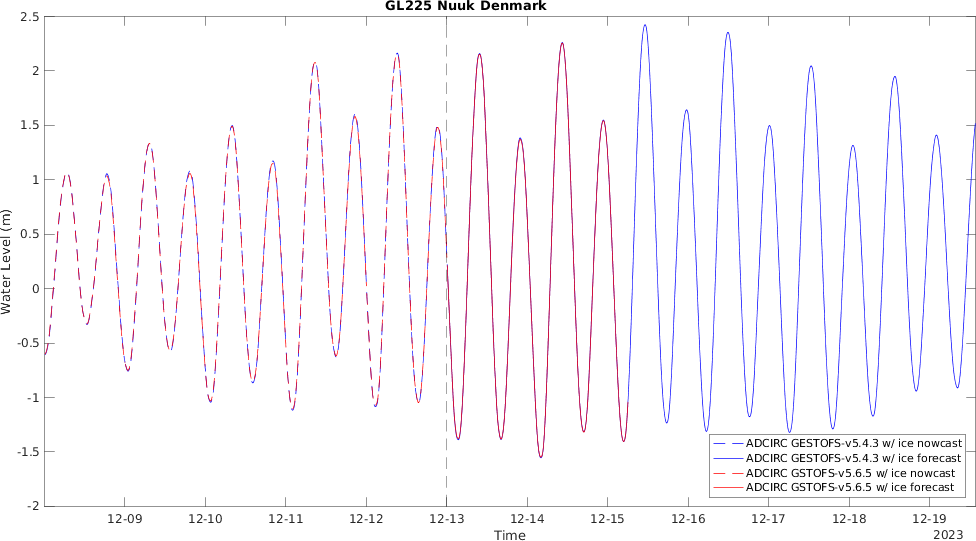 GL225 Nuuk Denmark
2.5
2
1.5
1
0.5
0
-0.5
-1
-1.5
-2
Water Level (m)
ADCIRC GESTOFS-v5.4.3 w/ ice nowcast
ADCIRC GESTOFS-v5.4.3 w/ ice forecast
ADCIRC GSTOFS-v5.6.5 w/ ice nowcast
ADCIRC GSTOFS-v5.6.5 w/ ice forecast
12-09 12-10 12-11 12-12 12-13 12-14 12-15 12-16 12-17 12-18 12-19
Time
2023